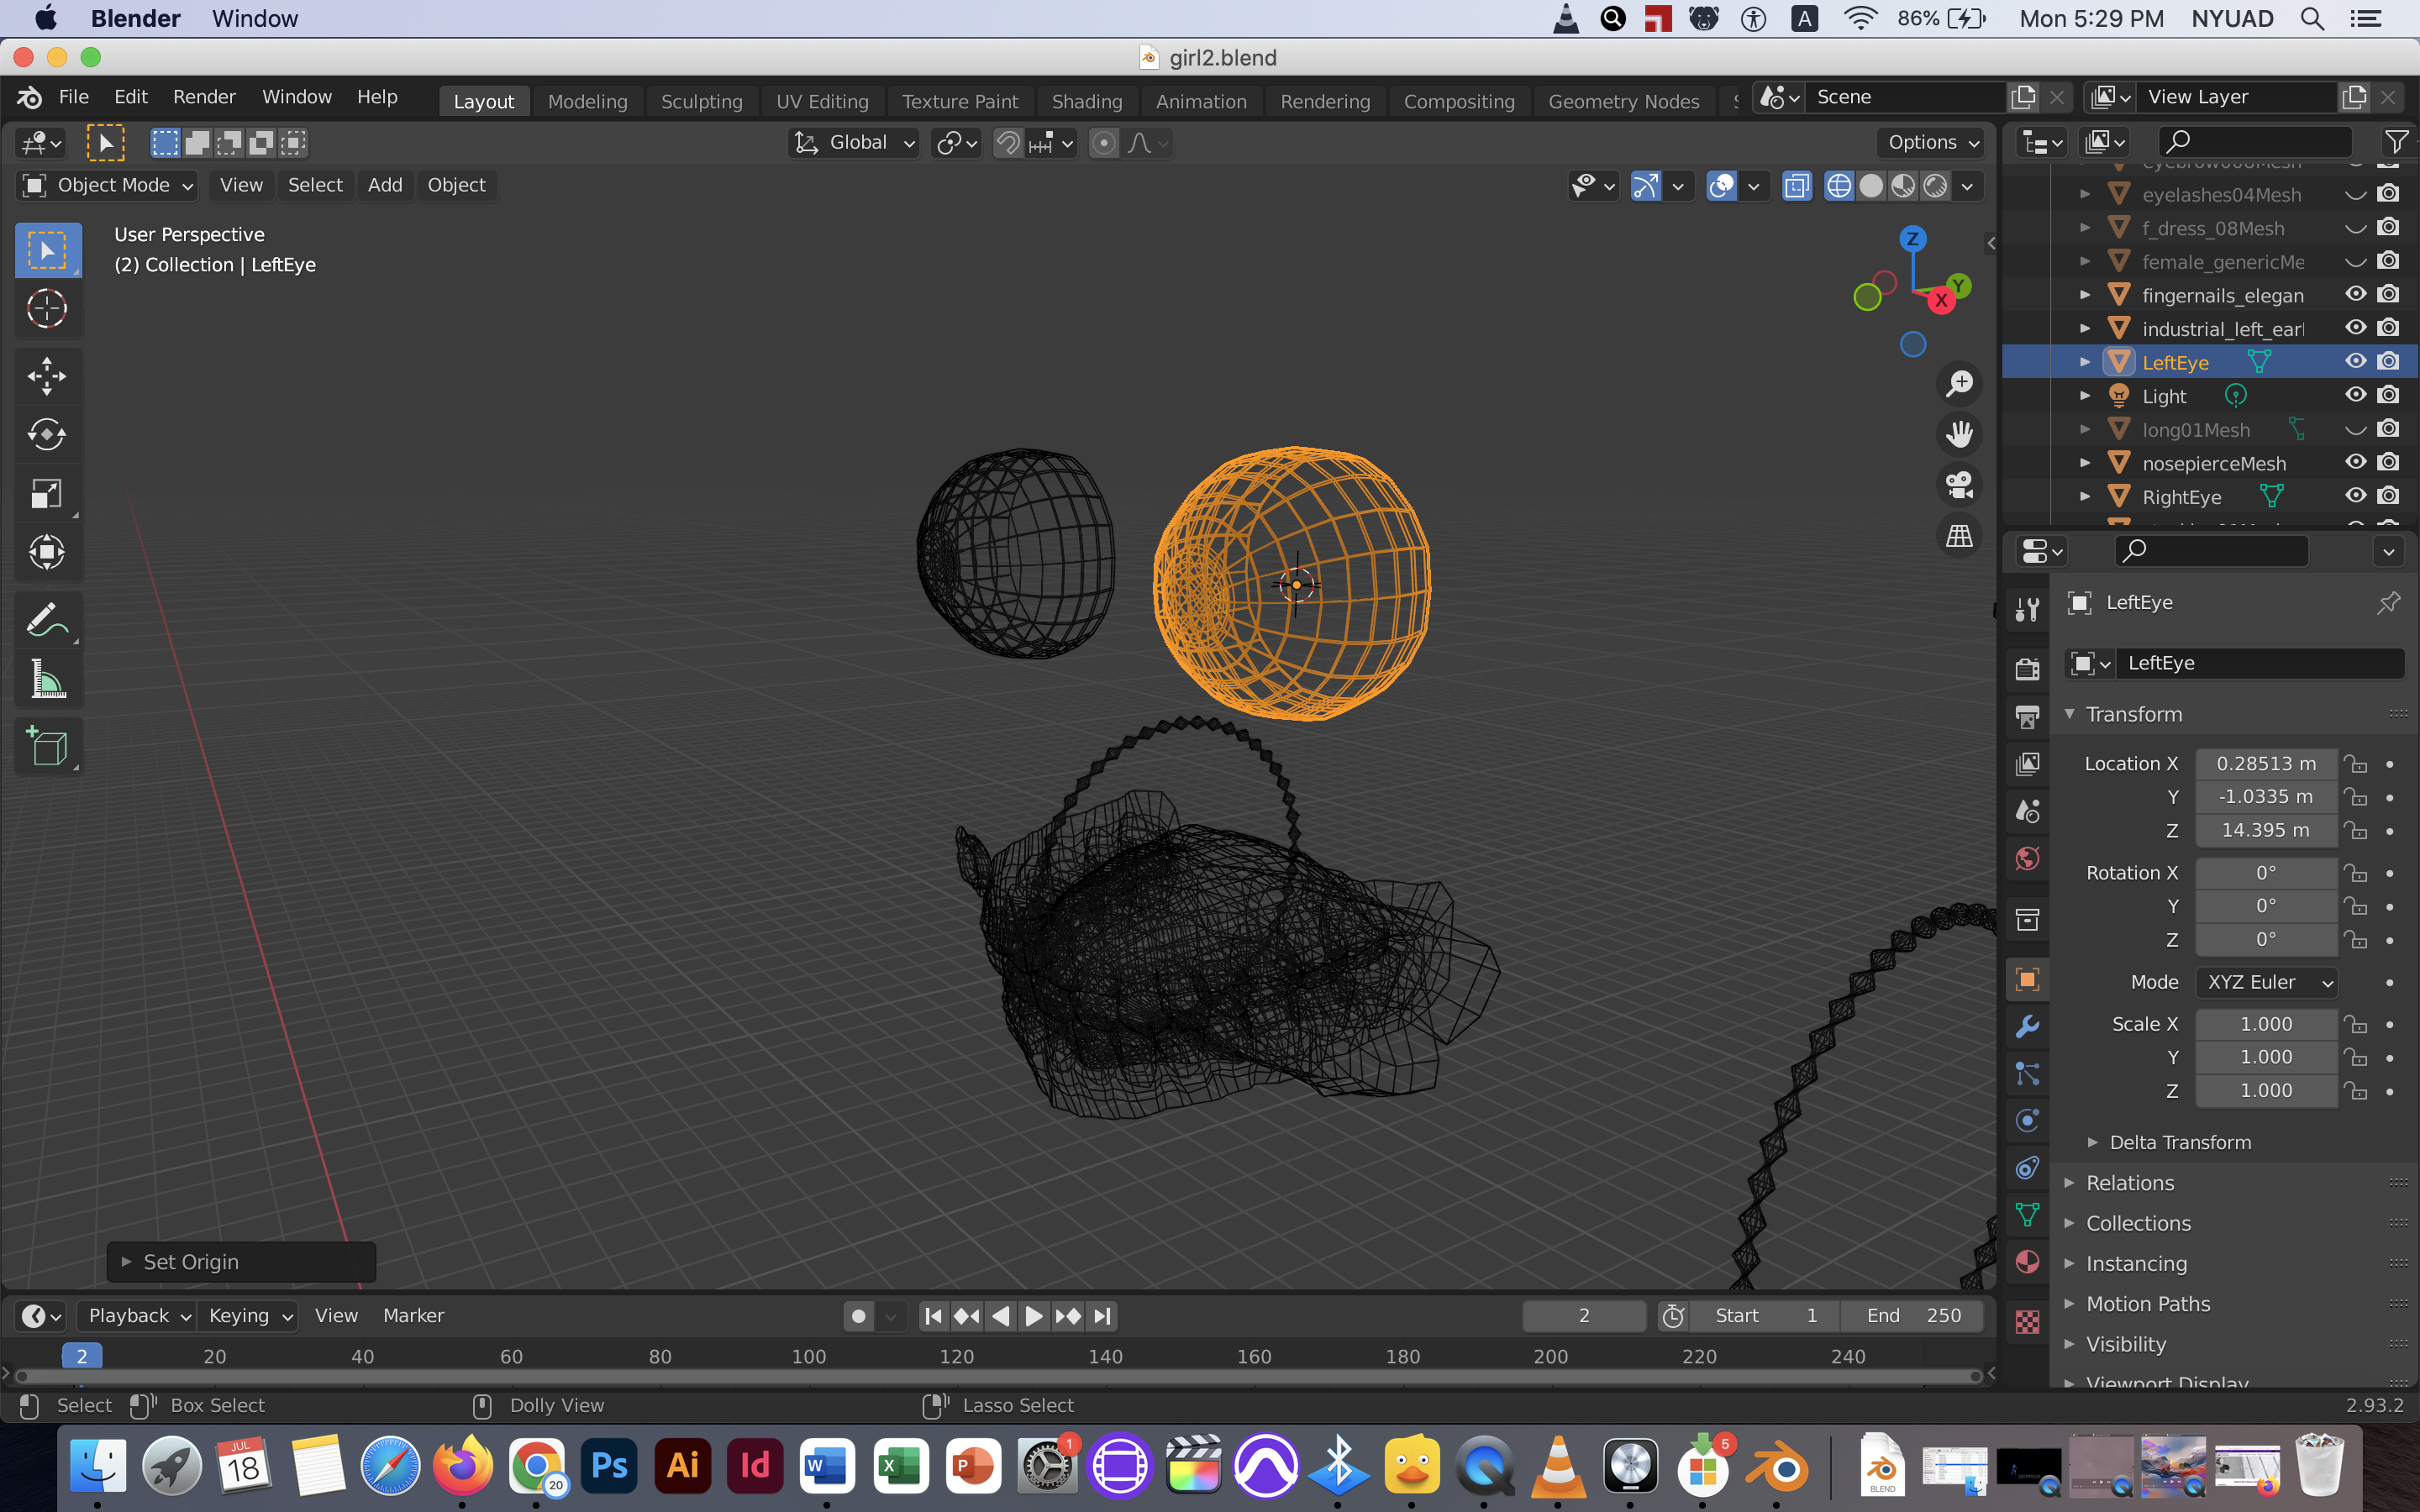 Blender Window
A 86% Mon 5:29 PM NYUAD
girl2.blend
File Edit Render Window Help
Layout Modeling Sculpting UV Editing Texture Paint Shading Animation Rendering Compositing Geometry Nodes
Scene View Layer
Global Options
Object Mode View Select Add Object
User Perspective
(2) Collection | LeftEye
Z
Y
X
eyelashes04Mesh
f_dress_08Mesh
female_genericMe
fingernails_elegan
industrial_left_earl
LeftEye
Light
long01Mesh
nosepierceMesh
RightEye
LeftEye
LeftEye
Transform
Location X 0.28513 m
Y -1.0335 m
Z 14.395 m
Rotation X 0°
Y 0°
Z 0°
Mode XYZ Euler
Scale X 1.000
Y 1.000
Z 1.000
Delta Transform
Relations
Collections
Instancing
Motion Paths
Visibility
Viewport Display
Set Origin
Playback Keying View Marker 2 Start 1 End 250
2 20 40 60 80 100 120 140 160 180 200 220 240
Select Box Select Dolly View Lasso Select 2.93.2
JUL
18
20
Ps
Ai
Id
W
X
P
1
5
BLEND